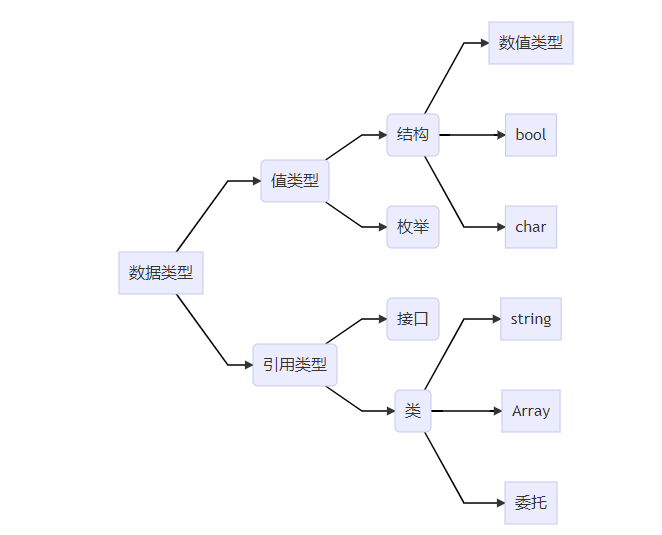 数值类型
结构
bool
值类型
枚举
char
数据类型
接口
string
引用类型
类
Array
委托